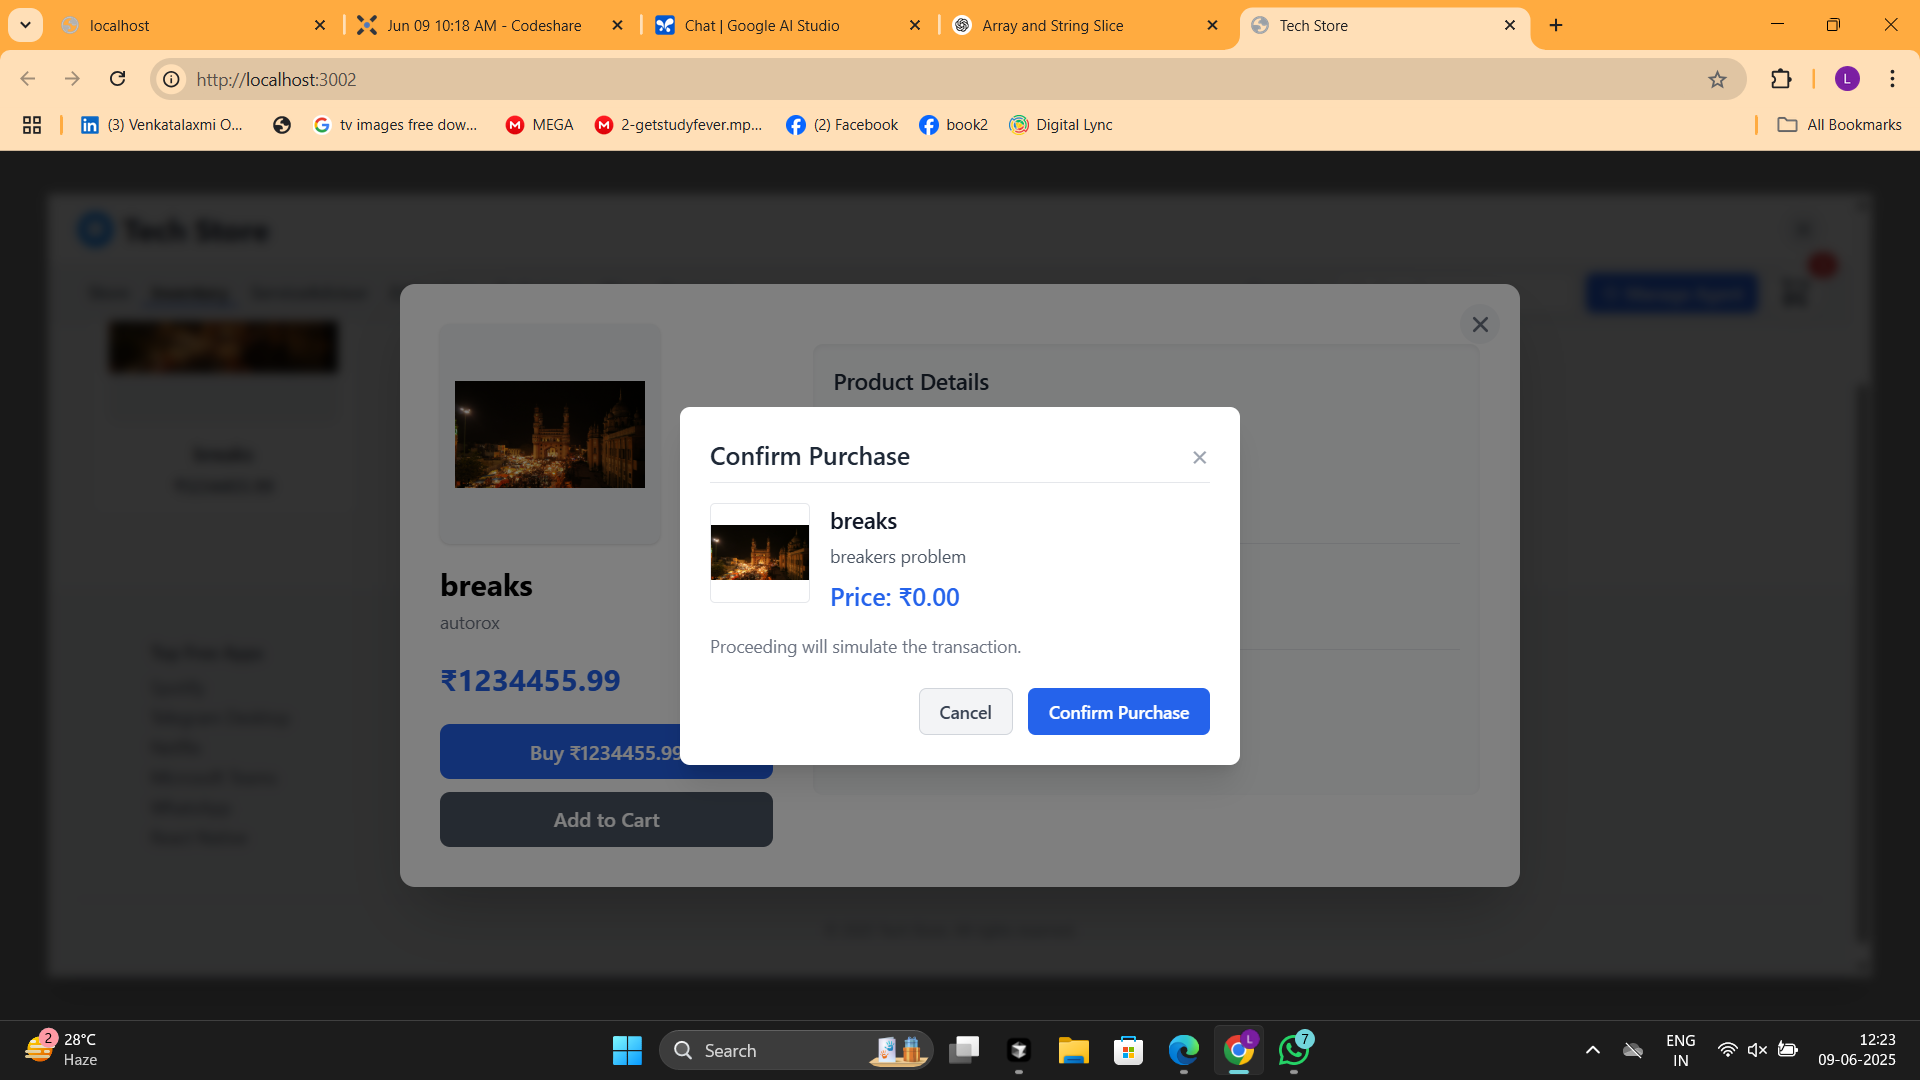 localhost
Jun 09 10:18 AM - Codeshare
Chat | Google AI Studio
Array and String Slice
Tech Store
http://localhost:3002
L
(3) Venkatalaxmi O...
tv images free dow...
MEGA
2-getstudyfever.mp...
(2) Facebook
book2
Digital Lync
All Bookmarks
Tech Store
Product Details
breaks
autorox
₹1234455.99
Buy ₹1234455.99
Add to Cart
Confirm Purchase
breaks
breakers problem
Price: ₹0.00
Proceeding will simulate the transaction.
Cancel
Confirm Purchase
2
28°C
Haze
Search
L
7
ENG
IN
12:23
09-06-2025